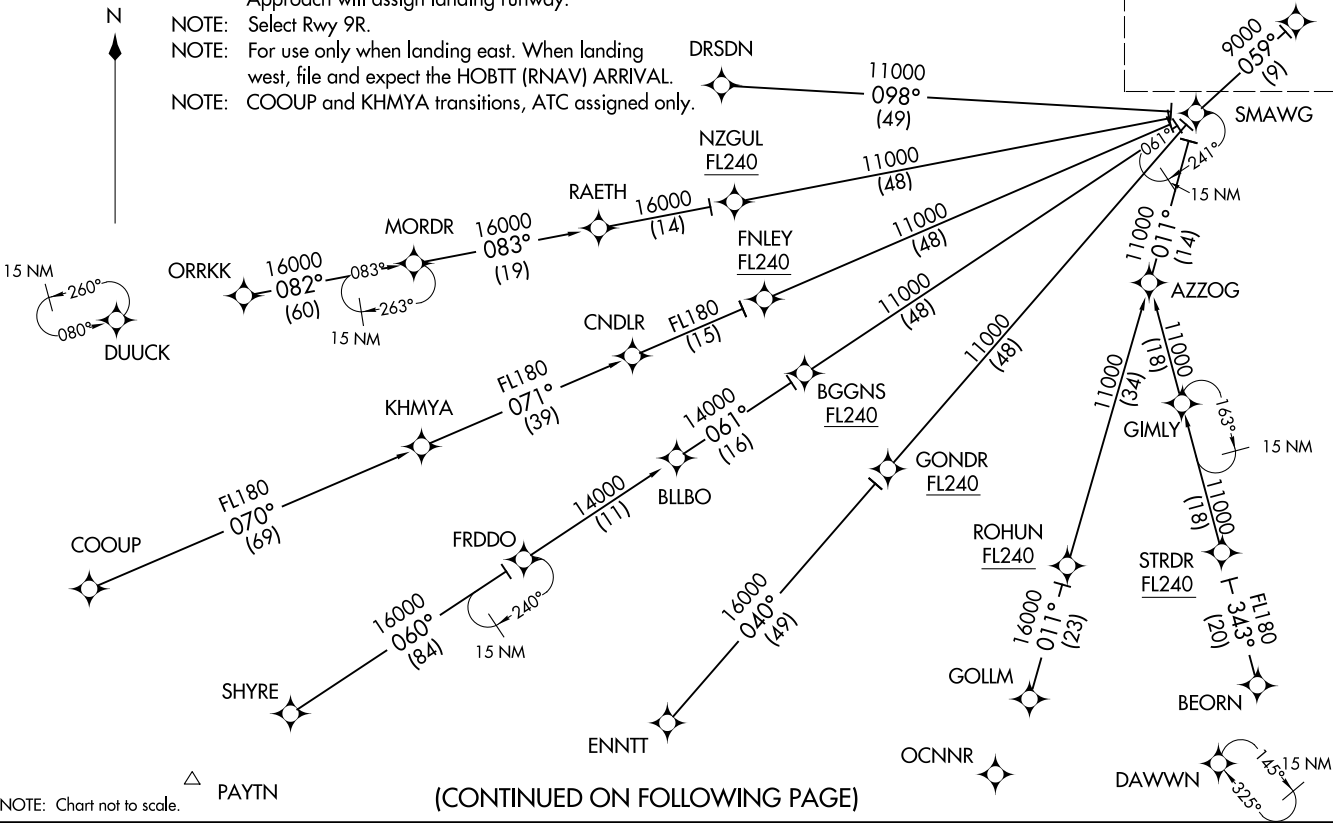 Approach will assign landing runway.
N
NOTE: Select Rwy 9R.
NOTE: For use only when landing east. When landing
west, file and expect the HOBTT (RNAV) ARRIVAL.
NOTE: COOUP and KHMYA transitions, ATC assigned only.
DRSDN
11000
098°
(49)
9000
059°
(9)
SMAWG
061°
241°
15 NM
NZGUL
FL240
11000
(48)
RAETH
16000
(14)
MORDR
16000
083°
(19)
083°
263°
15 NM
ORRKK
16000
082°
(60)
15 NM
260°
080°
DUUCK
FNLEY
FL240
11000
(48)
CNDLR
FL180
(15)
KHMYA
FL180
071°
(39)
COOUP
FL180
070°
(69)
11000
(48)
BGGNS
FL240
14000
061°
(16)
BLLBO
14000
(11)
FRDDO
240°
15 NM
16000
060°
(84)
SHYRE
11000
(48)
GONDR
FL240
16000
040°
(49)
ENNTT
11000
011°
(14)
AZZOG
11000
(34)
11000
(18)
GIMLY
163°
15 NM
11000
(18)
ROHUN
FL240
STRDR
FL240
16000
011°
(23)
FL180
343°
(20)
GOLLM
BEORN
OCNNR
DAWWN
145°
325°
15 NM
PAYTN
NOTE: Chart not to scale.
(CONTINUED ON FOLLOWING PAGE)